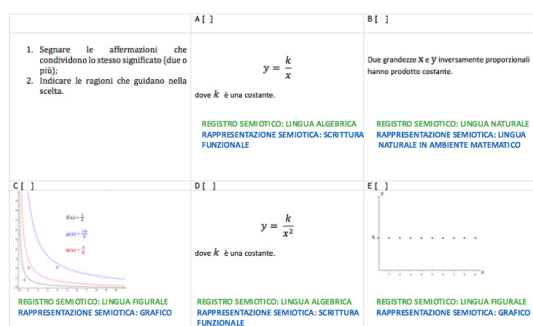 A [ ]
B [ ]
1. Segnare le affermazioni che
condividono lo stesso significato (due o
più);
2. Indicare le ragioni che guidano nella
scelta.
y = k/x
dove k è una costante.
REGISTRO SEMIOTICO: LINGUA ALGEBRICA
RAPPRESENTAZIONE SEMIOTICA: SCRITTURA
FUNZIONALE
Due grandezze x e y inversamente proporzionali
hanno prodotto costante.
REGISTRO SEMIOTICO: LINGUA NATURALE
RAPPRESENTAZIONE SEMIOTICA: LINGUA
NATURALE IN AMBIENTE MATEMATICO
C [ ]
REGISTRO SEMIOTICO: LINGUA FIGURALE
RAPPRESENTAZIONE SEMIOTICA: GRAFICO
D [ ]
y = k/x²
dove k è una costante.
REGISTRO SEMIOTICO: LINGUA ALGEBRICA
RAPPRESENTAZIONE SEMIOTICA: SCRITTURA
FUNZIONALE
E [ ]
k
REGISTRO SEMIOTICO: LINGUA FIGURALE
RAPPRESENTAZIONE SEMIOTICA: GRAFICO